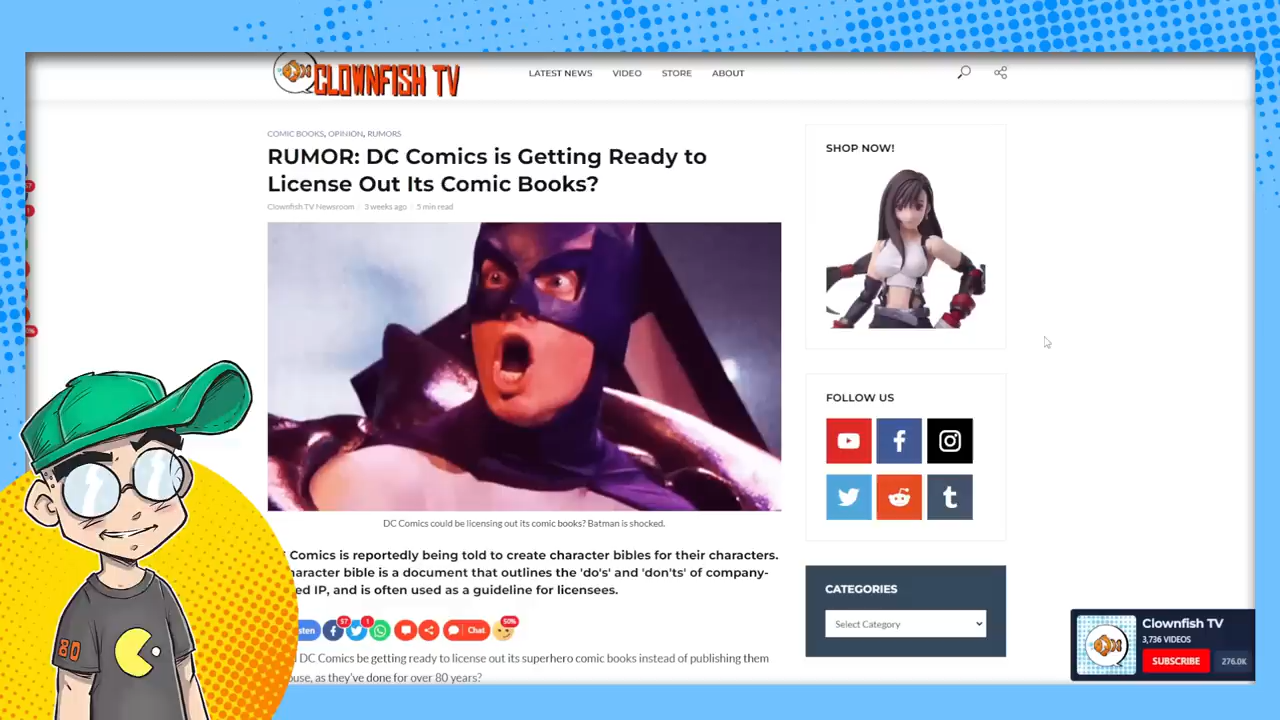 CLOWNFISH TV
LATEST NEWS
VIDEO
STORE
ABOUT
COMIC BOOKS, OPINION, RUMORS
RUMOR: DC Comics is Getting Ready to
License Out Its Comic Books?
Clownfish TV Newsroom
3 weeks ago
5 min read
DC Comics could be licensing out its comic books? Batman is shocked.
Comics is reportedly being told to create character bibles for their characters.
haracter bible is a document that outlines the 'do's' and 'don'ts' of company-
ed IP, and is often used as a guideline for licensees.
isten
57
1
Chat
50%
DC Comics be getting ready to license out its superhero comic books instead of publishing them
ouse, as they've done for over 80 years?
SHOP NOW!
FOLLOW US
CATEGORIES
Select Category
80
Clownfish TV
3,736 VIDEOS
SUBSCRIBE
276.0K